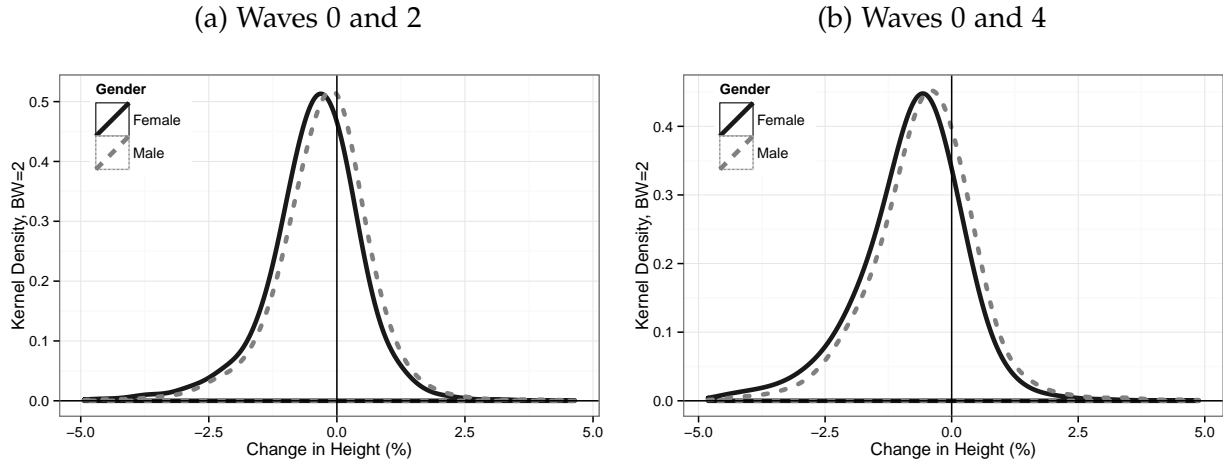 (a) Waves 0 and 2
Gender
Female
Male
Kernel Density, BW=2
0.5
0.4
0.3
0.2
0.1
0.0
−5.0 −2.5 0.0 2.5 5.0
Change in Height (%)
(b) Waves 0 and 4
Gender
Female
Male
Kernel Density, BW=2
0.4
0.3
0.2
0.1
0.0
−5.0 −2.5 0.0 2.5 5.0
Change in Height (%)